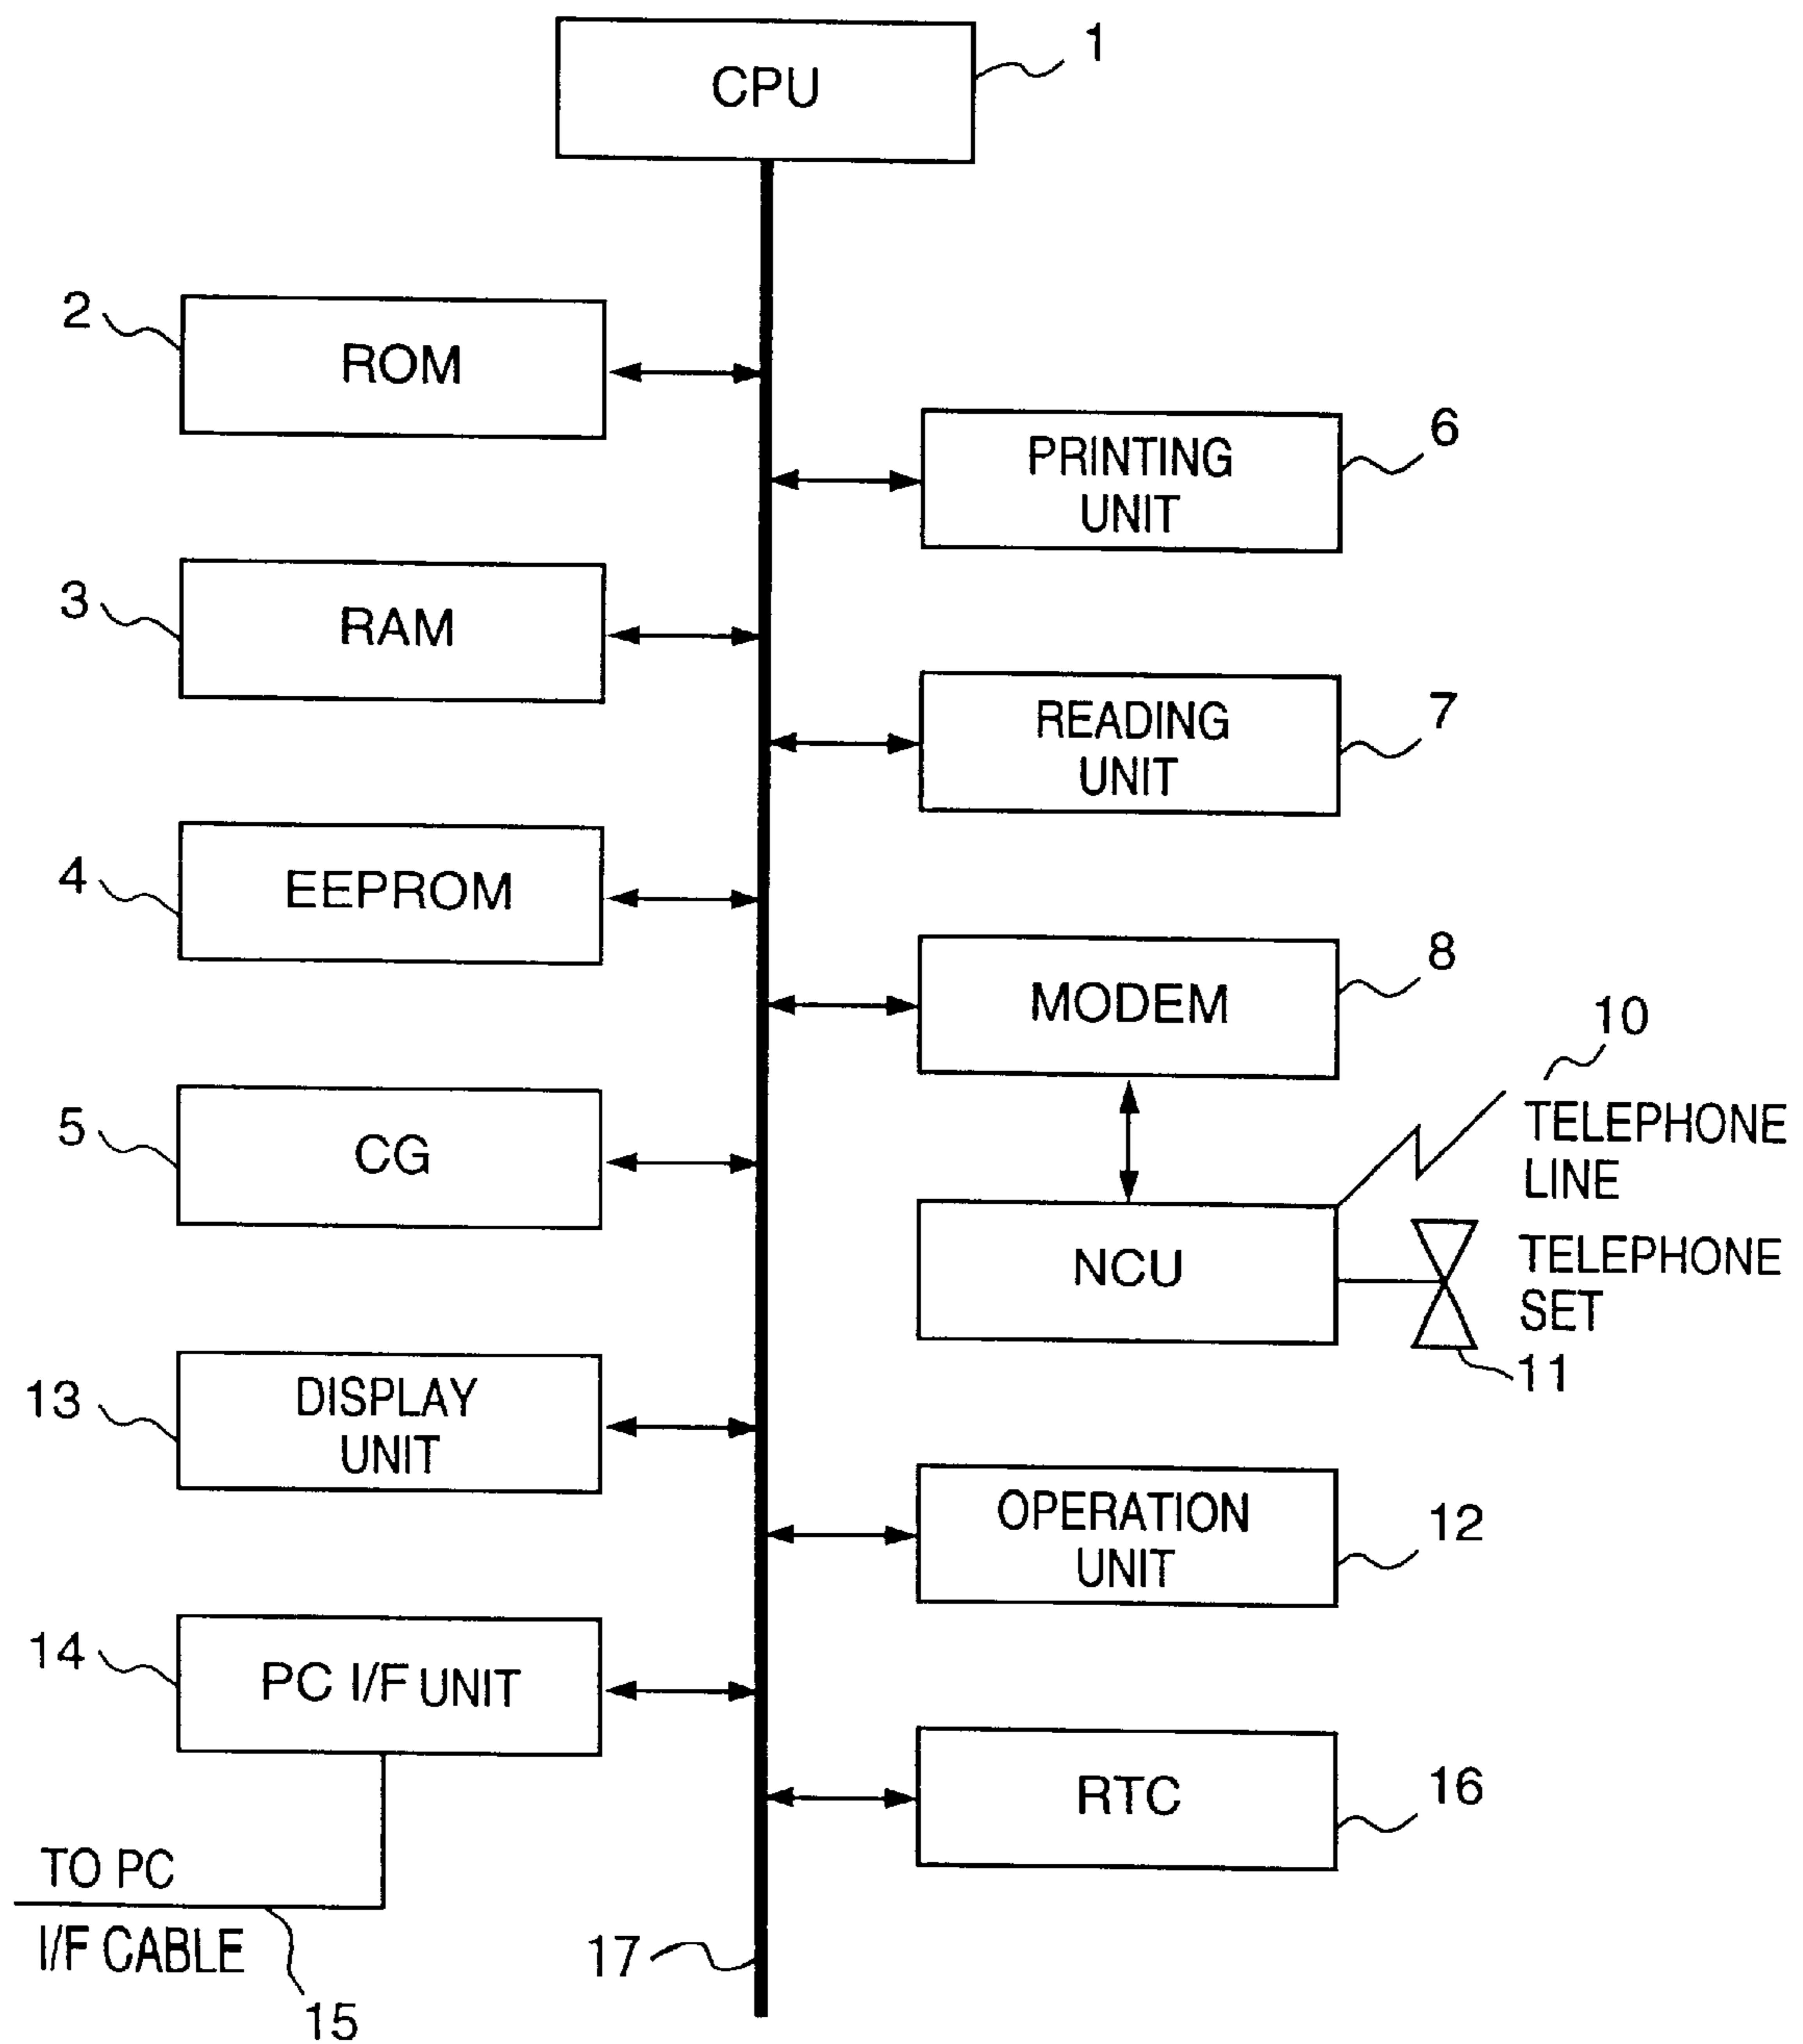 CPU
1
2
ROM
PRINTING
UNIT
6
3
RAM
READING
UNIT
7
4
EEPROM
MODEM
8
10
TELEPHONE
LINE
5
CG
NCU
TELEPHONE
SET
11
13
DISPLAY
UNIT
OPERATION
UNIT
12
14
PC I/F UNIT
RTC
16
TO PC
I/F CABLE
15
17